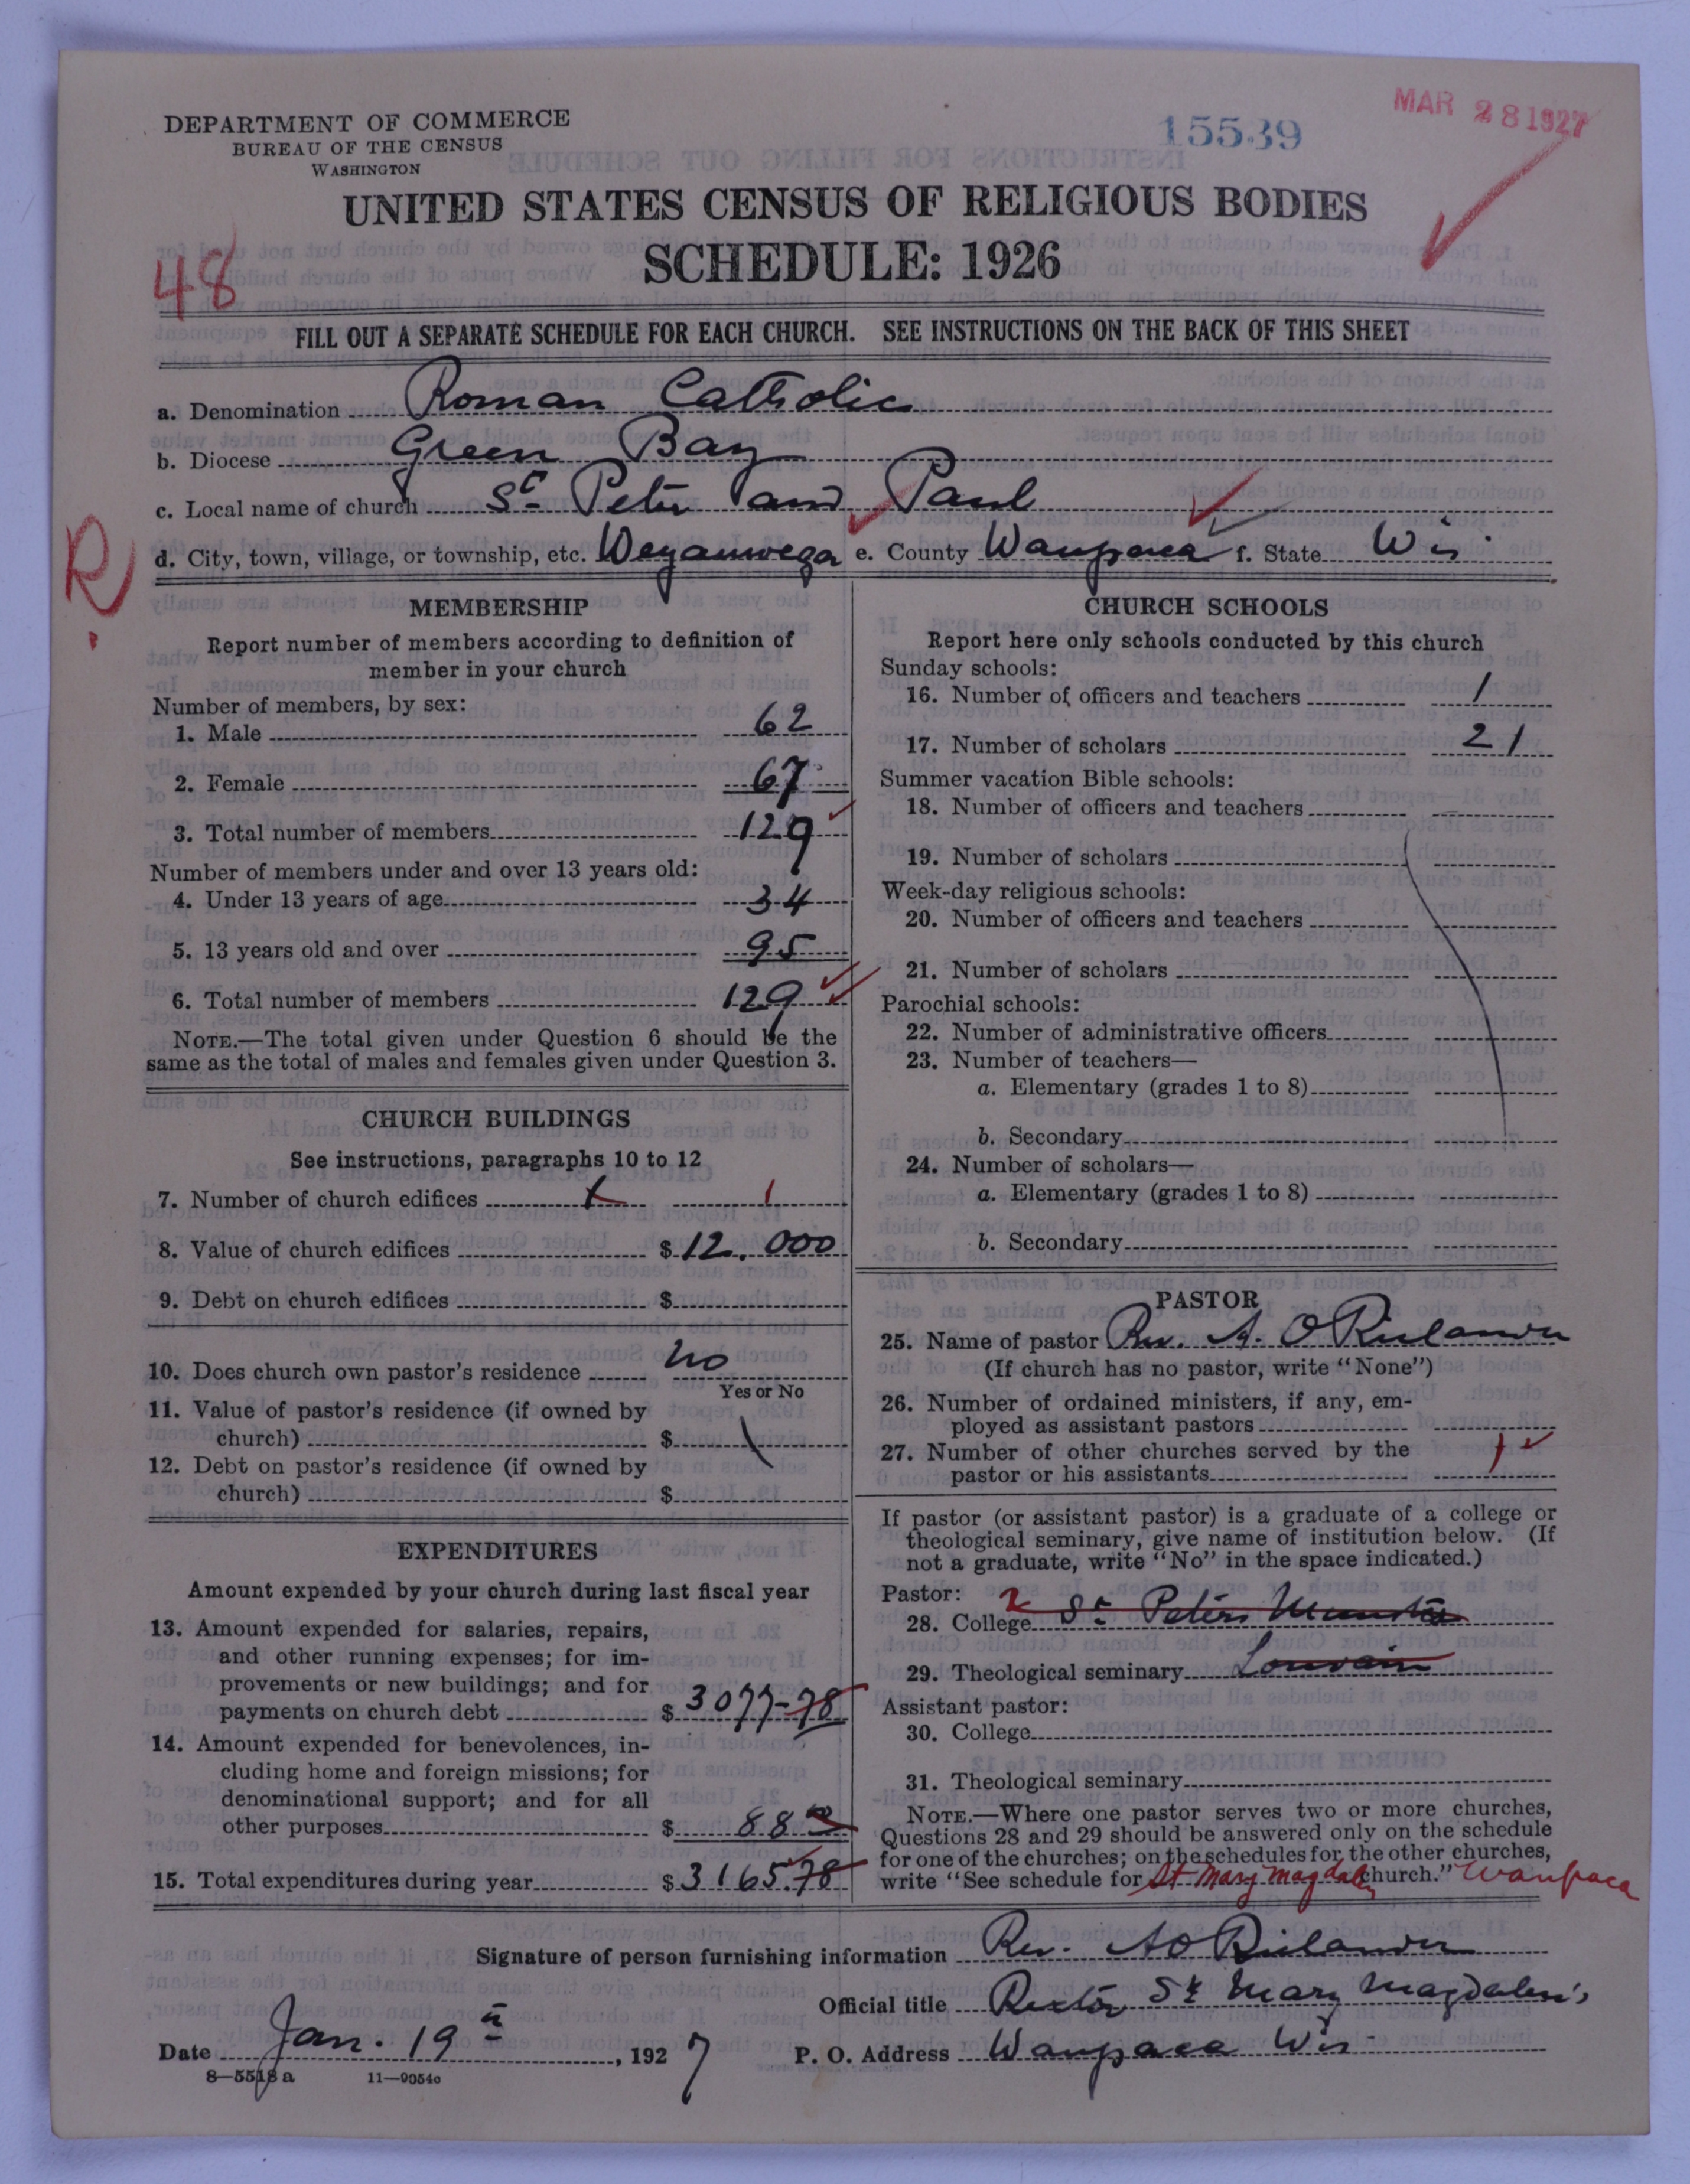 DEPARTMENT OF COMMERCE
BUREAU OF THE CENSUS
WASHINGTON
15539
MAR 28 1927
UNITED STATES CENSUS OF RELIGIOUS BODIES
SCHEDULE: 1926
48
FILL OUT A SEPARATE SCHEDULE FOR EACH CHURCH. SEE INSTRUCTIONS ON THE BACK OF THIS SHEET
a. Denomination Roman Catholic
b. Diocese Green Bay
c. Local name of church St Peter and Paul
R
d. City, town, village, or township, etc. Weyauwega e. County Waupaca f. State Wis
MEMBERSHIP
Report number of members according to definition of
member in your church
Number of members, by sex:
1. Male 62
2. Female 67
3. Total number of members 129
Number of members under and over 13 years old:
4. Under 13 years of age 34
5. 13 years old and over 95
6. Total number of members 129
NOTE.—The total given under Question 6 should be the
same as the total of males and females given under Question 3.
CHURCH BUILDINGS
See instructions, paragraphs 10 to 12
7. Number of church edifices 1 1
8. Value of church edifices $ 12.000
9. Debt on church edifices $
10. Does church own pastor's residence no
Yes or No
11. Value of pastor's residence (if owned by
church) $
12. Debt on pastor's residence (if owned by
church) $
EXPENDITURES
Amount expended by your church during last fiscal year
13. Amount expended for salaries, repairs,
and other running expenses; for im-
provements or new buildings; and for
payments on church debt $ 3077-78
14. Amount expended for benevolences, in-
cluding home and foreign missions; for
denominational support; and for all
other purposes $ 88
15. Total expenditures during year $ 3165.78
CHURCH SCHOOLS
Report here only schools conducted by this church
Sunday schools:
16. Number of officers and teachers 1
17. Number of scholars 21
Summer vacation Bible schools:
18. Number of officers and teachers
19. Number of scholars
Week-day religious schools:
20. Number of officers and teachers
21. Number of scholars
Parochial schools:
22. Number of administrative officers
23. Number of teachers—
a. Elementary (grades 1 to 8)
b. Secondary
24. Number of scholars—
a. Elementary (grades 1 to 8)
b. Secondary
PASTOR
25. Name of pastor Rev. A. O
(If church has no pastor, write "None")
26. Number of ordained ministers, if any, em-
ployed as assistant pastors
27. Number of other churches served by the
pastor or his assistants 1
If pastor (or assistant pastor) is a graduate of a college or
theological seminary, give name of institution below. (If
not a graduate, write "No" in the space indicated.)
Pastor:
28. College St Peters Munster
29. Theological seminary Louvain
Assistant pastor:
30. College
31. Theological seminary
NOTE.—Where one pastor serves two or more churches,
Questions 28 and 29 should be answered only on the schedule
for one of the churches; on the schedules for the other churches,
write "See schedule for St Mary Magdalen church." Waupaca
Signature of person furnishing information Rev. A O
Official title Rector St Mary Magdalen's
Date Jan. 19th, 1927 P. O. Address Waupaca Wis
8—5518 a 11—9054c